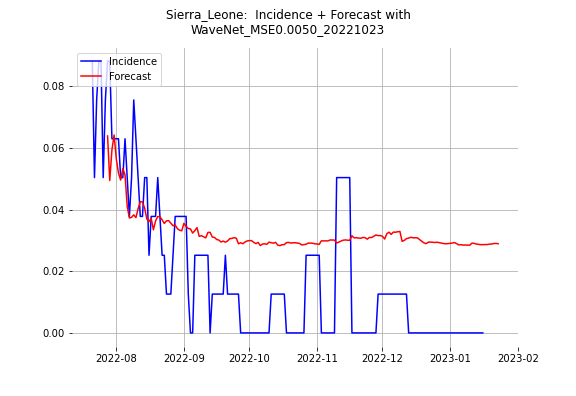 Sierra_Leone:  Incidence + Forecast with
WaveNet_MSE0.0050_20221023
Incidence
Forecast
0.08
0.06
0.04
0.02
0.00
2022-08 2022-09 2022-10 2022-11 2022-12 2023-01 2023-02